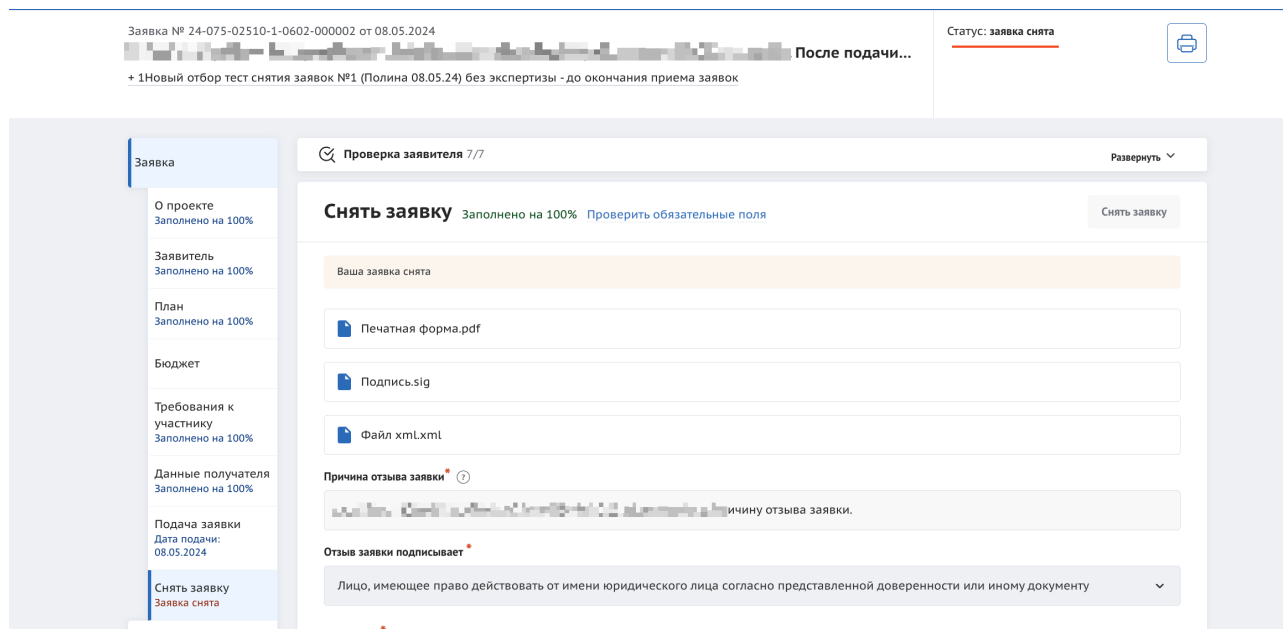 Заявка № 24-075-02510-1-0602-000002 от 08.05.2024
После подачи...
+ 1Новый отбор тест снятия заявок №1 (Полина 08.05.24) без экспертизы - до окончания приема заявок
Статус: заявка снята
Заявка
О проекте
Заполнено на 100%
Заявитель
Заполнено на 100%
План
Заполнено на 100%
Бюджет
Требования к
участнику
Заполнено на 100%
Данные получателя
Заполнено на 100%
Подача заявки
Дата подачи:
08.05.2024
Снять заявку
Заявка снята
Проверка заявителя 7/7
Развернуть
Снять заявку Заполнено на 100% Проверить обязательные поля
Снять заявку
Ваша заявка снята
Печатная форма.pdf
Подпись.sig
Файл xml.xml
Причина отзыва заявки* ?
ичину отзыва заявки.
Отзыв заявки подписывает *
Лицо, имеющее право действовать от имени юридического лица согласно представленной доверенности или иному документу
*